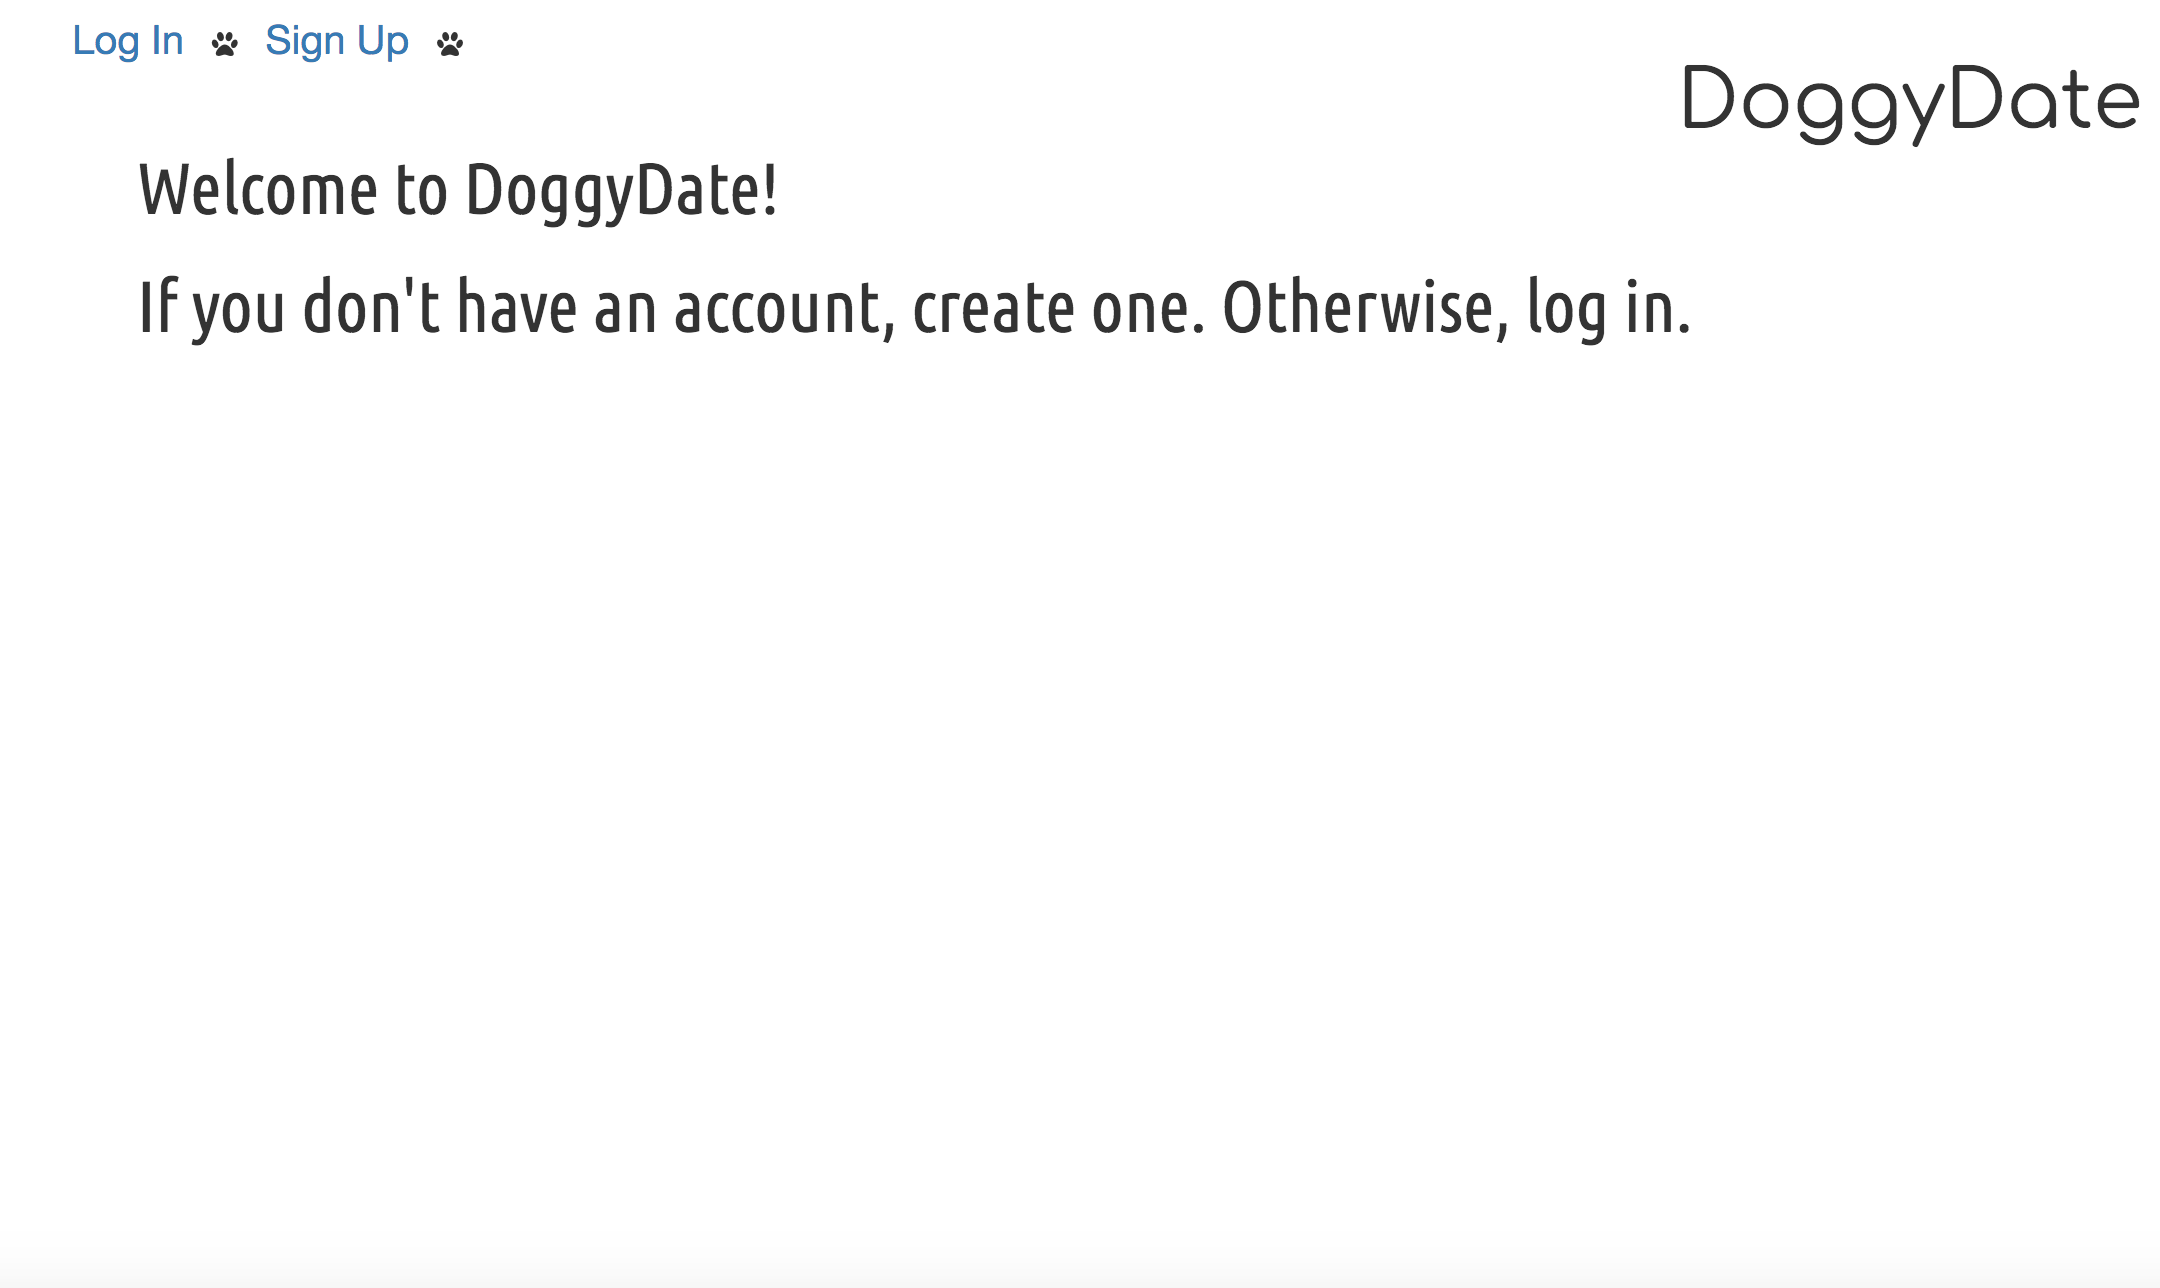 Log In Sign Up
DoggyDate
Welcome to DoggyDate!
If you don't have an account, create one. Otherwise, log in.